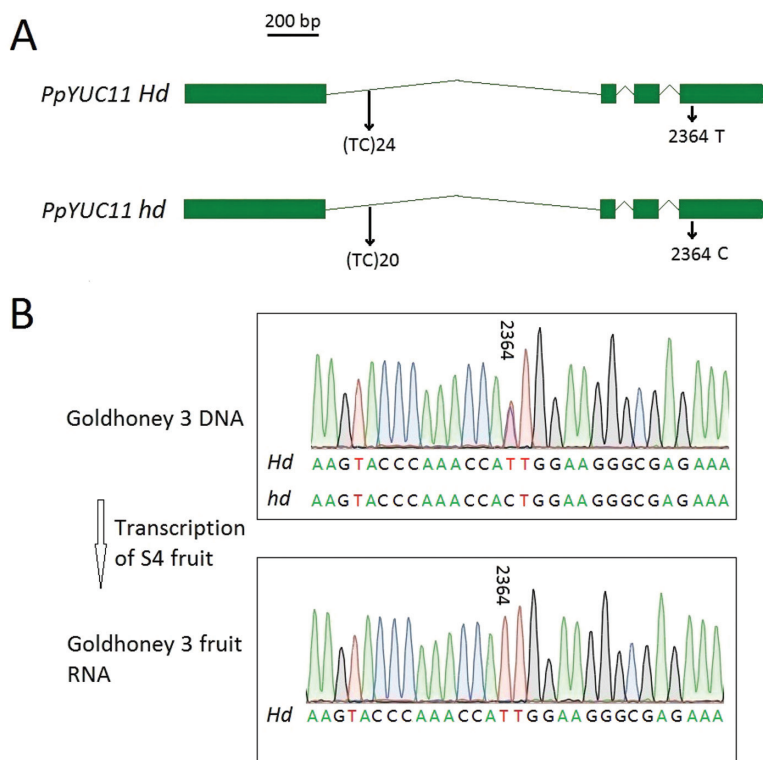 A
200 bp
PpYUC11 Hd
(TC)24
2364 T
PpYUC11 hd
(TC)20
2364 C
B
2364
Goldhoney 3 DNA
Hd AAGTACCCAAACCATTGGAAGGGCGAGAAA
hd AAGTACCCAAACCACTGGAAGGGCGAGAAA
Transcription
of S4 fruit
2364
Goldhoney 3 fruit
RNA
Hd AAGTACCCAAACCATTGGAAGGGCGAGAAA